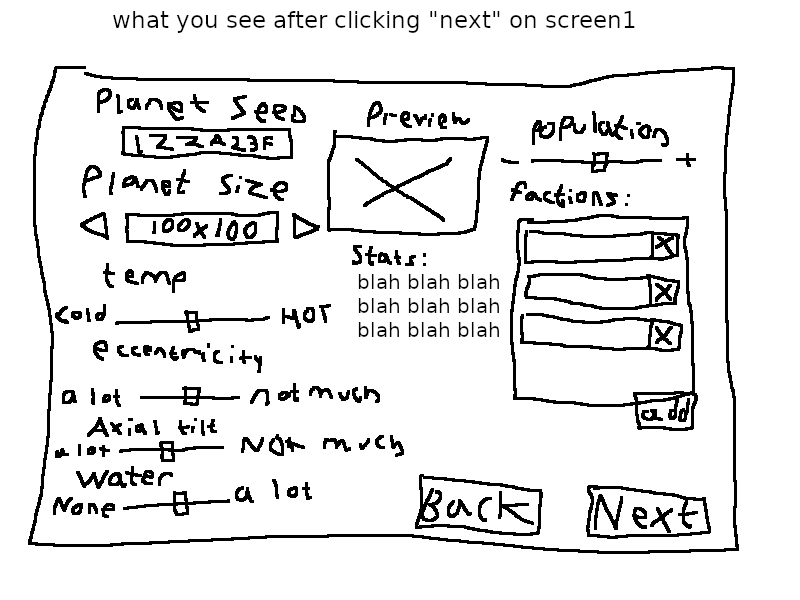 what you see after clicking "next" on screen1
Planet Seed
1ZZA23F
Planet Size
100x100
temp
Cold HOT
eccentricity
a lot not much
Axial tilt
a lot NOt much
Water
None a lot
Preview
Stats:
blah blah blah
blah blah blah
blah blah blah
population
- +
factions:
X
X
X
add
Back Next